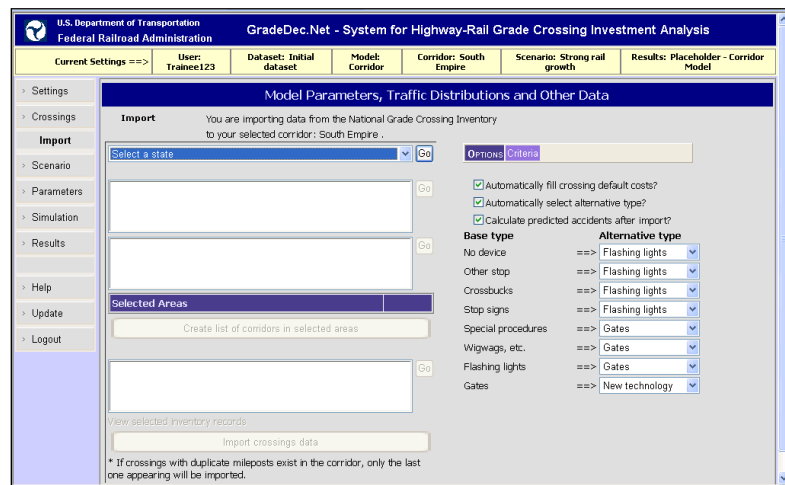 U.S. Department of Transportation
Federal Railroad Administration
GradeDec.Net - System for Highway-Rail Grade Crossing Investment Analysis
Current Settings ==>
User: Trainee123
Dataset: Initial dataset
Model: Corridor
Corridor: South Empire
Scenario: Strong rail growth
Results: Placeholder - Corridor Model
Settings
Crossings
Import
Scenario
Parameters
Simulation
Results
Help
Update
Logout
Model Parameters, Traffic Distributions and Other Data
Import
You are importing data from the National Grade Crossing Inventory
to your selected corridor: South Empire .
Select a state Go
Go
Go
Selected Areas
Create list of corridors in selected areas
Go
View selected inventory records
Import crossings data
* If crossings with duplicate mileposts exist in the corridor, only the last
one appearing will be imported.
OPTIONS Criteria
Automatically fill crossing default costs?
Automatically select alternative type?
Calculate predicted accidents after import?
Base type Alternative type
No device ==> Flashing lights
Other stop ==> Flashing lights
Crossbucks ==> Flashing lights
Stop signs ==> Flashing lights
Special procedures ==> Gates
Wigwags, etc. ==> Gates
Flashing lights ==> Gates
Gates ==> New technology